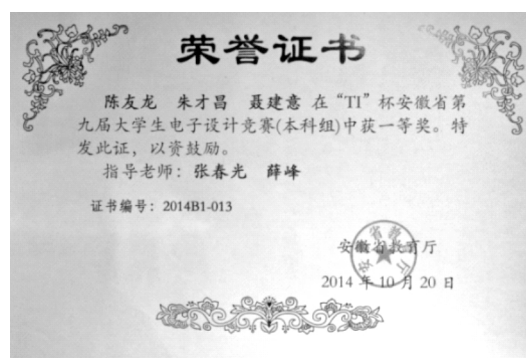 荣誉证书
陈友龙 朱才昌 聂建意 在“TI”杯安徽省第
九届大学生电子设计竞赛(本科组)中获一等奖。特
发此证，以资鼓励。
指导老师：张春光 薛峰
证书编号：2014B1-013
安徽省教育厅
2014 年 10 月 20 日